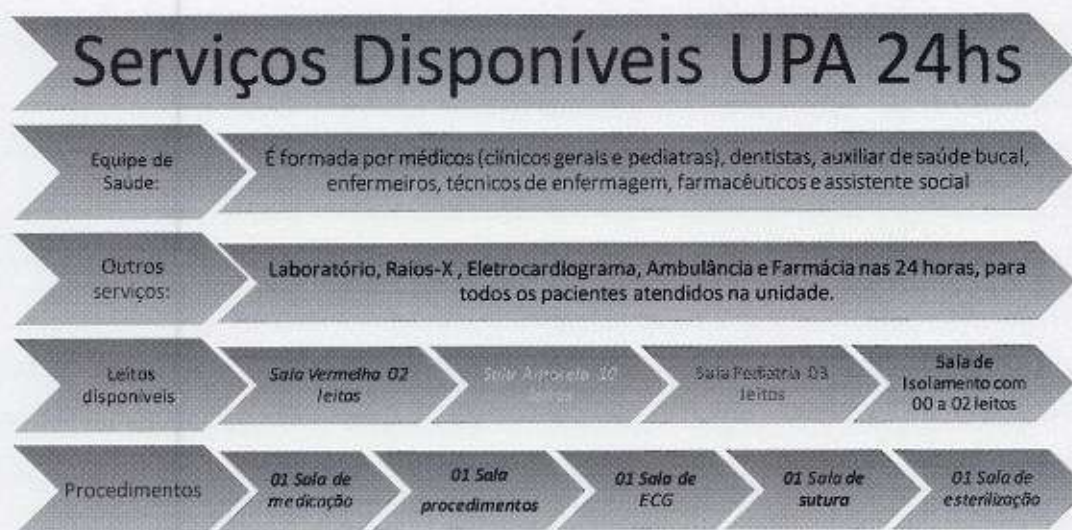 Serviços Disponíveis UPA 24hs
Equipe de
Saúde:
É formada por médicos (clínicos gerais e pediatras), dentistas, auxiliar de saúde bucal,
enfermeiros, técnicos de enfermagem, farmacêuticos e assistente social
Outros
serviços:
Laboratório, Raios-X , Eletrocardiograma, Ambulância e Farmácia nas 24 horas, para
todos os pacientes atendidos na unidade.
Leitos
disponíveis
Sala Vermelha 02
leitos
Sala Amarela 10
Sala Pediatria 03
leitos
Sala de
Isolamento com
00 a 02 leitos
Procedimentos
01 Sala de
medicação
01 Sala
procedimentos
01 Sala de
ECG
01 Sala de
sutura
01 Sala de
esterilização